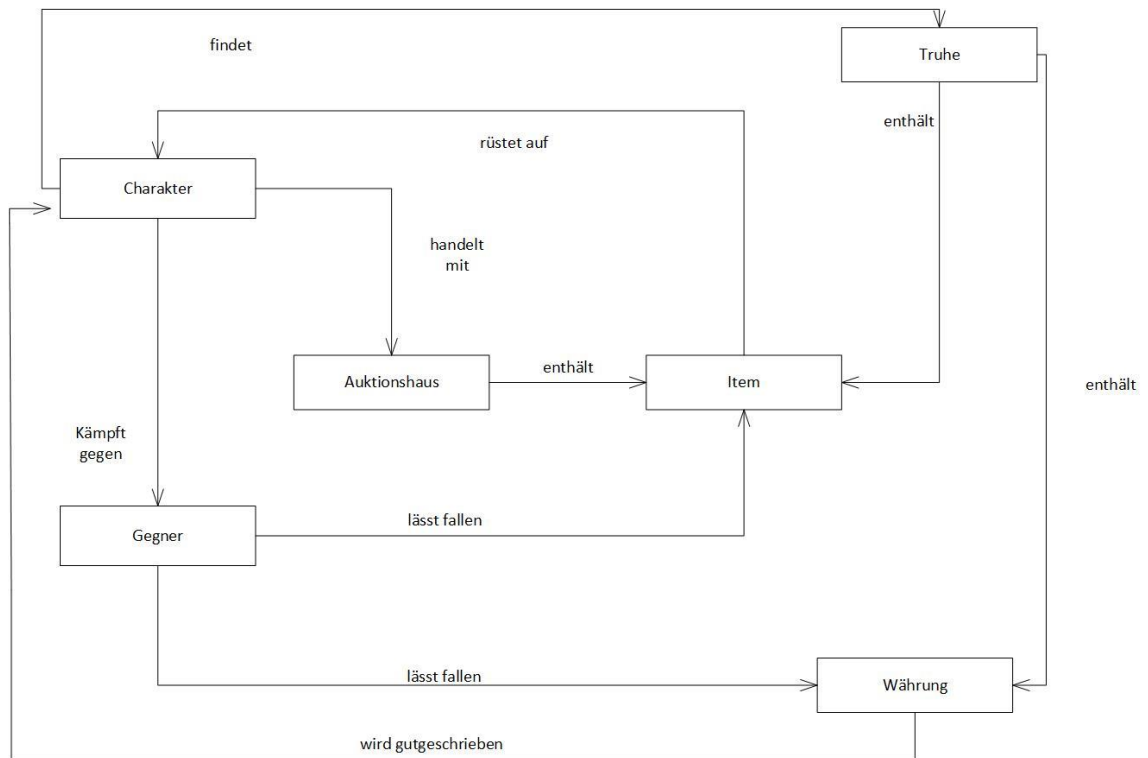 findet
Truhe
enthält
rüstet auf
Charakter
handelt
mit
Auktionshaus
enthält
Item
enthält
Kämpft
gegen
Gegner
lässt fallen
lässt fallen
Währung
wird gutgeschrieben